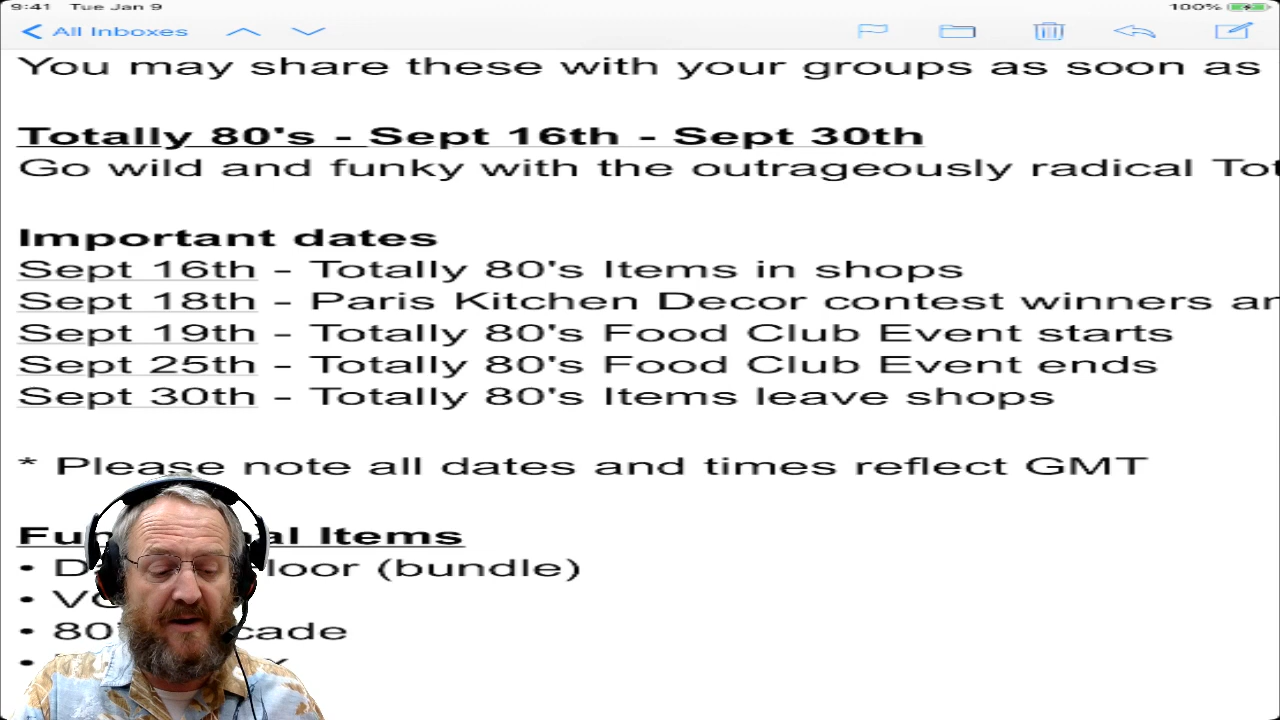 9:41 Tue Jan 9 100%
All Inboxes
You may share these with your groups as soon as
Totally 80's - Sept 16th - Sept 30th
Go wild and funky with the outrageously radical Tot
Important dates
Sept 16th - Totally 80's Items in shops
Sept 18th - Paris Kitchen Decor contest winners an
Sept 19th - Totally 80's Food Club Event starts
Sept 25th - Totally 80's Food Club Event ends
Sept 30th - Totally 80's Items leave shops
* Please note all dates and times reflect GMT
Items
• (bundle)
•
• 80'
•